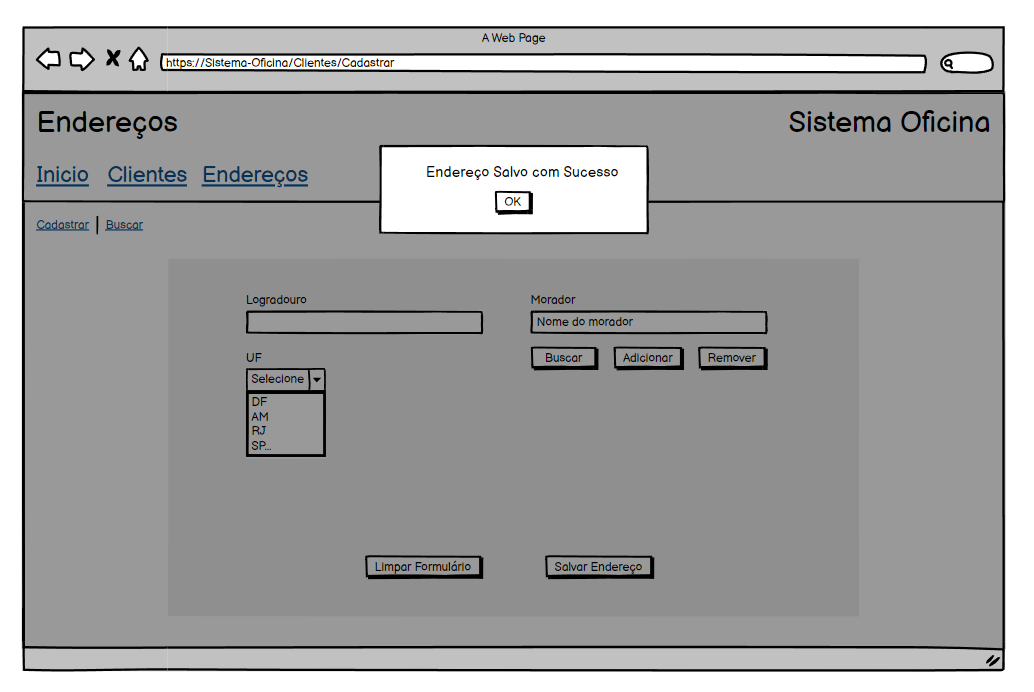 A Web Page
https://Sistema-Oficina/Clientes/Cadastrar
Endereços
Sistema Oficina
Inicio Clientes Endereços
Endereço Salvo com Sucesso
OK
Cadastrar Buscar
Logradouro
Morador
Nome do morador
UF
Buscar Adicionar Remover
Selecione
DF
AM
RJ
SP...
Limpar Formulário Salvar Endereço